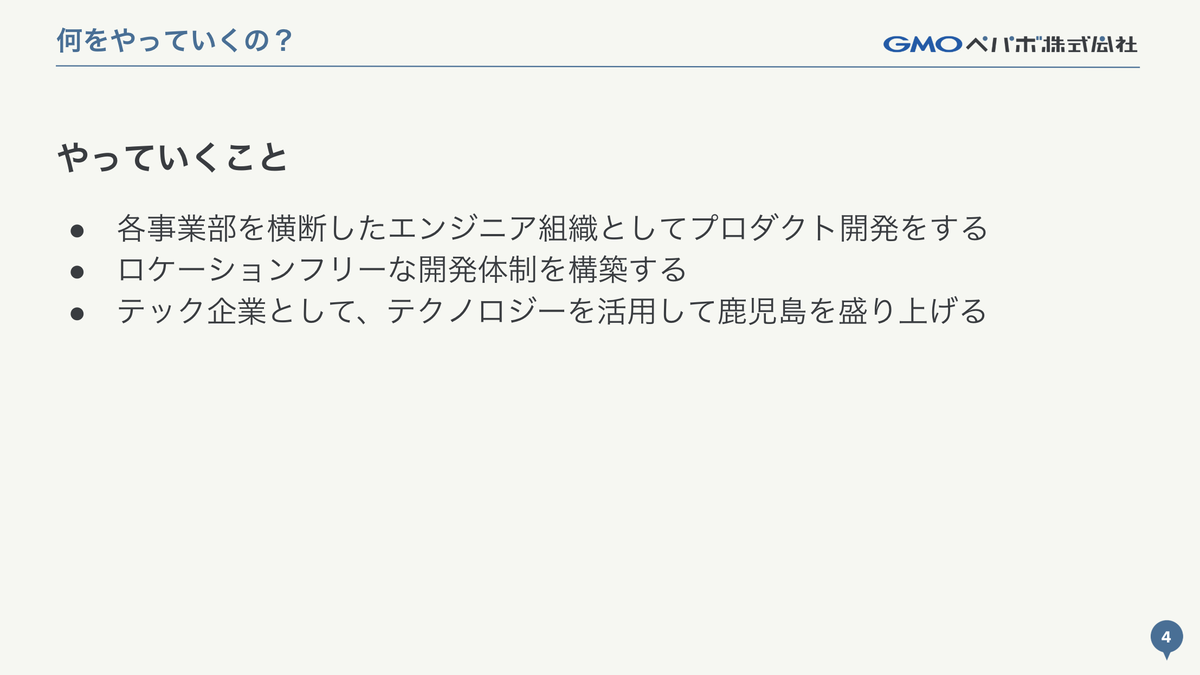 何をやっていくの？
GMOペパボ株式会社
やっていくこと
● 各事業部を横断したエンジニア組織としてプロダクト開発をする
● ロケーションフリーな開発体制を構築する
● テック企業として、テクノロジーを活用して鹿児島を盛り上げる
4